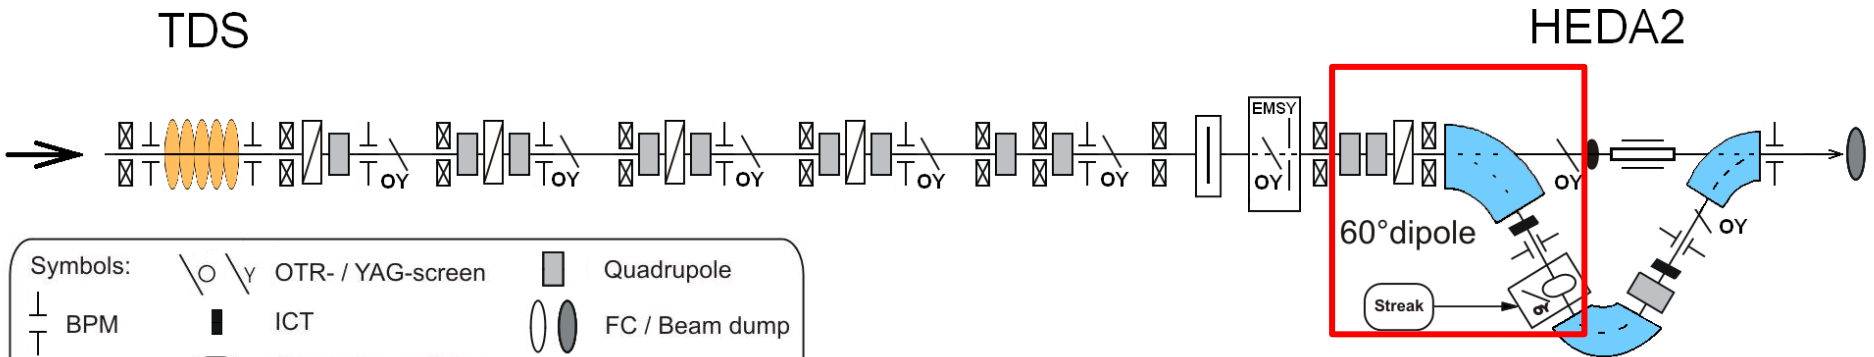 TDS
HEDA2
EMSY
OY
OY
OY
OY
OY
OY
OY
OY
60°dipole
OY
Streak
OY
Symbols:
O Y OTR- / YAG-screen
Quadrupole
BPM
ICT
FC / Beam dump